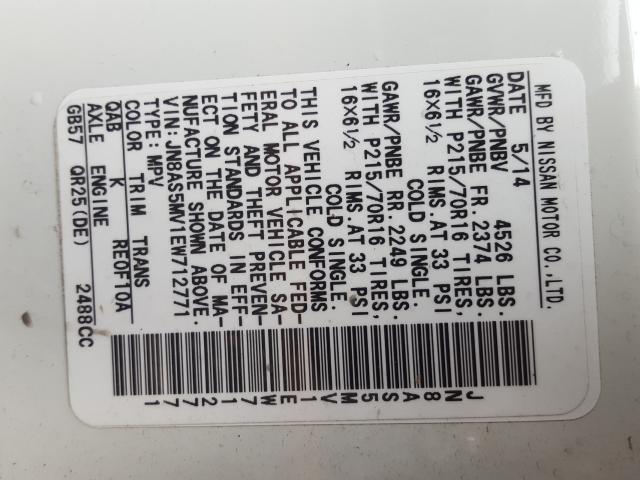 MFD BY NISSAN MOTOR CO.,LTD.
DATE 5/14
GVWR/PNBV 4526 LBS.
GAWR/PNBE FR. 2374 LBS.
WITH P215/70R16 TIRES,
16X6½ RIMS.AT 33 PSI
COLD SINGLE.
GAWR/PNBE RR. 2249 LBS.
WITH P215/70R16 TIRES,
16X6½ RIMS AT 33 PSI
COLD SINGLE.
THIS VEHICLE CONFORMS
TO ALL APPLICABLE FED-
ERAL MOTOR VEHICLE SA-
FETY AND THEFT PREVEN-
TION STANDARDS IN EFF-
ECT ON THE DATE OF MA-
NUFACTURE SHOWN ABOVE.
VIN: JN8AS5MV1EW712771
TYPE: MPV
COLOR TRIM TRANS
QAB K RE0F10A
AXLE ENGINE
GB57 QR25(DE) 2488CC
JN8AS5MV1EW712771